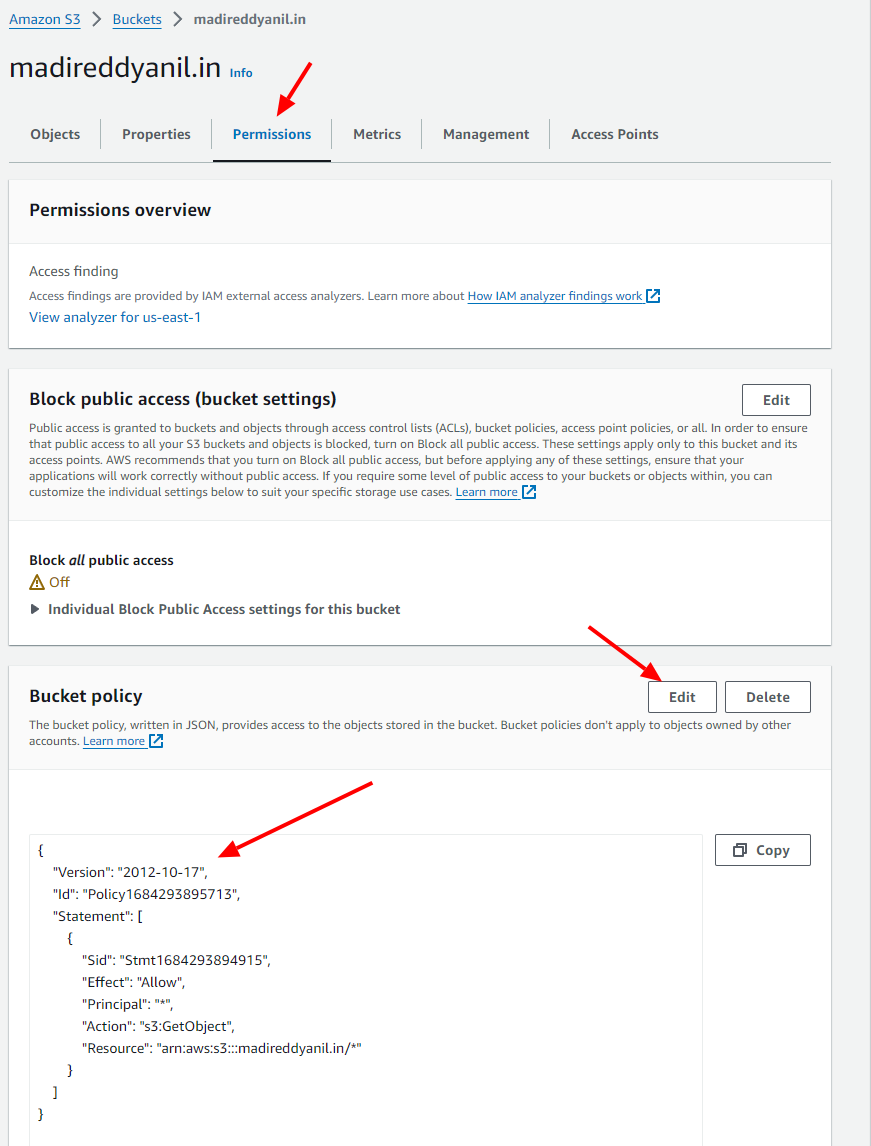 Amazon S3 > Buckets > madireddyanil.in
madireddyanil.in Info
Objects Properties Permissions Metrics Management Access Points
Permissions overview
Access finding
Access findings are provided by IAM external access analyzers. Learn more about How IAM analyzer findings work
View analyzer for us-east-1
Block public access (bucket settings) Edit
Public access is granted to buckets and objects through access control lists (ACLs), bucket policies, access point policies, or all. In order to ensure
that public access to all your S3 buckets and objects is blocked, turn on Block all public access. These settings apply only to this bucket and its
access points. AWS recommends that you turn on Block all public access, but before applying any of these settings, ensure that your
applications will work correctly without public access. If you require some level of public access to your buckets or objects within, you can
customize the individual settings below to suit your specific storage use cases. Learn more
Block all public access
Off
Individual Block Public Access settings for this bucket
Bucket policy Edit Delete
The bucket policy, written in JSON, provides access to the objects stored in the bucket. Bucket policies don't apply to objects owned by other
accounts. Learn more
Copy
{
    "Version": "2012-10-17",
    "Id": "Policy1684293895713",
    "Statement": [
        {
            "Sid": "Stmt1684293894915",
            "Effect": "Allow",
            "Principal": "*",
            "Action": "s3:GetObject",
            "Resource": "arn:aws:s3:::madireddyanil.in/*"
        }
    ]
}